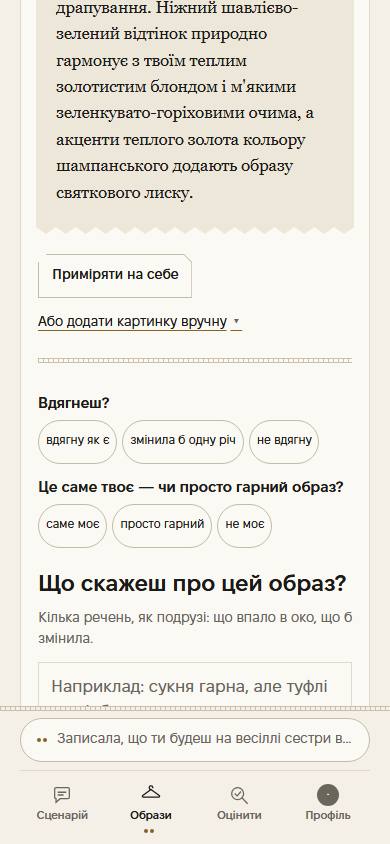 драпування. Ніжний шавлієво-
зелений відтінок природно
гармонує з твоїм теплим
золотистим блондом і м'якими
зеленкувато-горіховими очима, а
акценти теплого золота кольору
шампанського додають образу
святкового лиску.
Приміряти на себе
Або додати картинку вручну
Вдягнеш?
вдягну як є
змінила б одну річ
не вдягну
Це саме твоє — чи просто гарний образ?
саме моє
просто гарний
не моє
Що скажеш про цей образ?
Кілька речень, як подрузі: що впало в око, що б
змінила.
Наприклад: сукня гарна, але туфлі
Записала, що ти будеш на весіллі сестри в...
Сценарій
Образи
Оцінити
Профіль